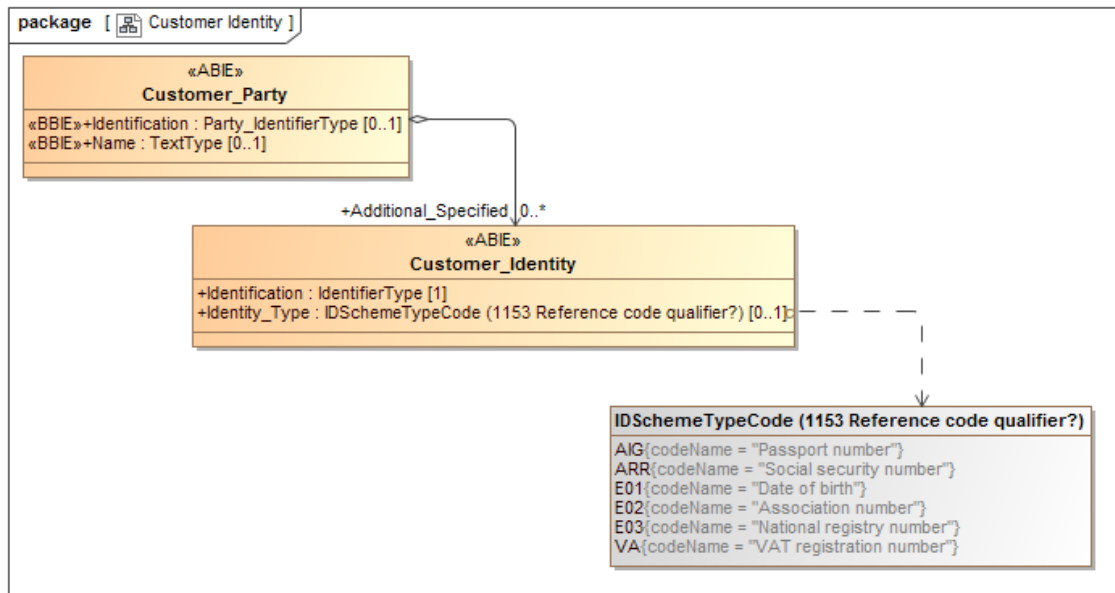 package [ Customer Identity ]
«ABIE»
Customer_Party
«BBIE»+Identification : Party_IdentifierType [0..1]
«BBIE»+Name : TextType [0..1]
+Additional_Specified 0..*
«ABIE»
Customer_Identity
+Identification : IdentifierType [1]
+Identity_Type : IDSchemeTypeCode (1153 Reference code qualifier?) [0..1]
IDSchemeTypeCode (1153 Reference code qualifier?)
AIG{codeName = "Passport number"}
ARR{codeName = "Social security number"}
E01{codeName = "Date of birth"}
E02{codeName = "Association number"}
E03{codeName = "National registry number"}
VA{codeName = "VAT registration number"}